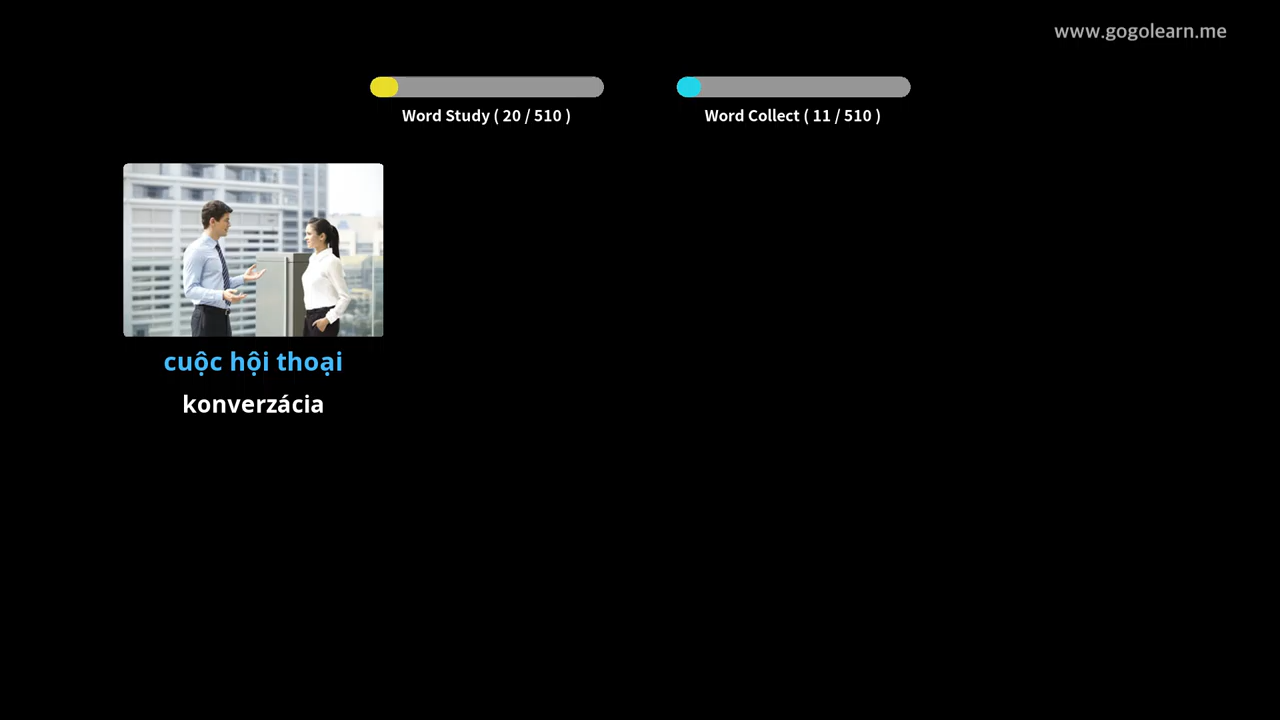 www.gogolearn.me
Word Study ( 20 / 510 )
Word Collect ( 11 / 510 )
cuộc hội thoại
konverzácia